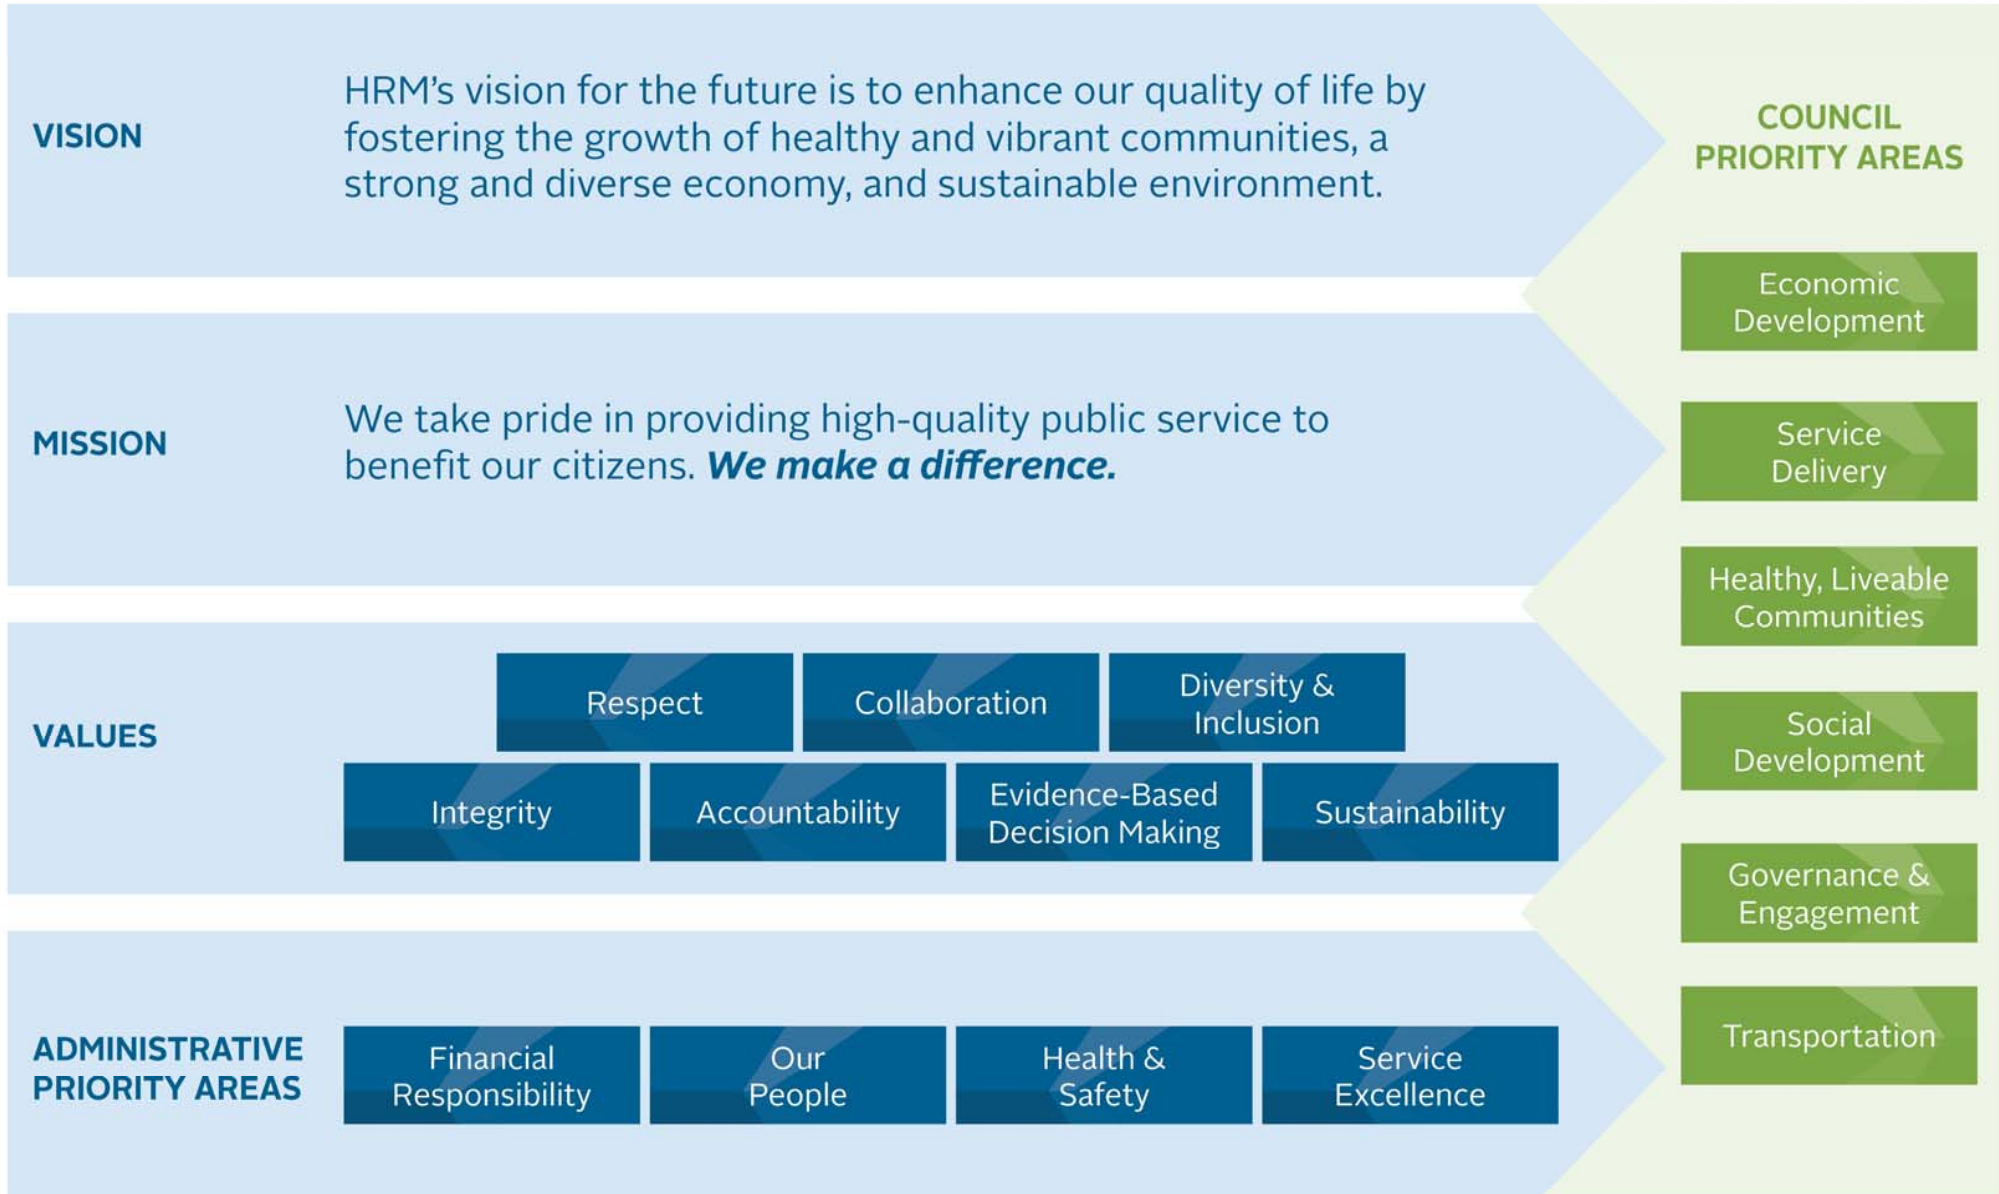 VISION
HRM's vision for the future is to enhance our quality of life by
fostering the growth of healthy and vibrant communities, a
strong and diverse economy, and sustainable environment.
MISSION
We take pride in providing high-quality public service to
benefit our citizens. We make a difference.
VALUES
Respect
Collaboration
Diversity &
Inclusion
Integrity
Accountability
Evidence-Based
Decision Making
Sustainability
ADMINISTRATIVE
PRIORITY AREAS
Financial
Responsibility
Our
People
Health &
Safety
Service
Excellence
COUNCIL
PRIORITY AREAS
Economic
Development
Service
Delivery
Healthy, Liveable
Communities
Social
Development
Governance &
Engagement
Transportation